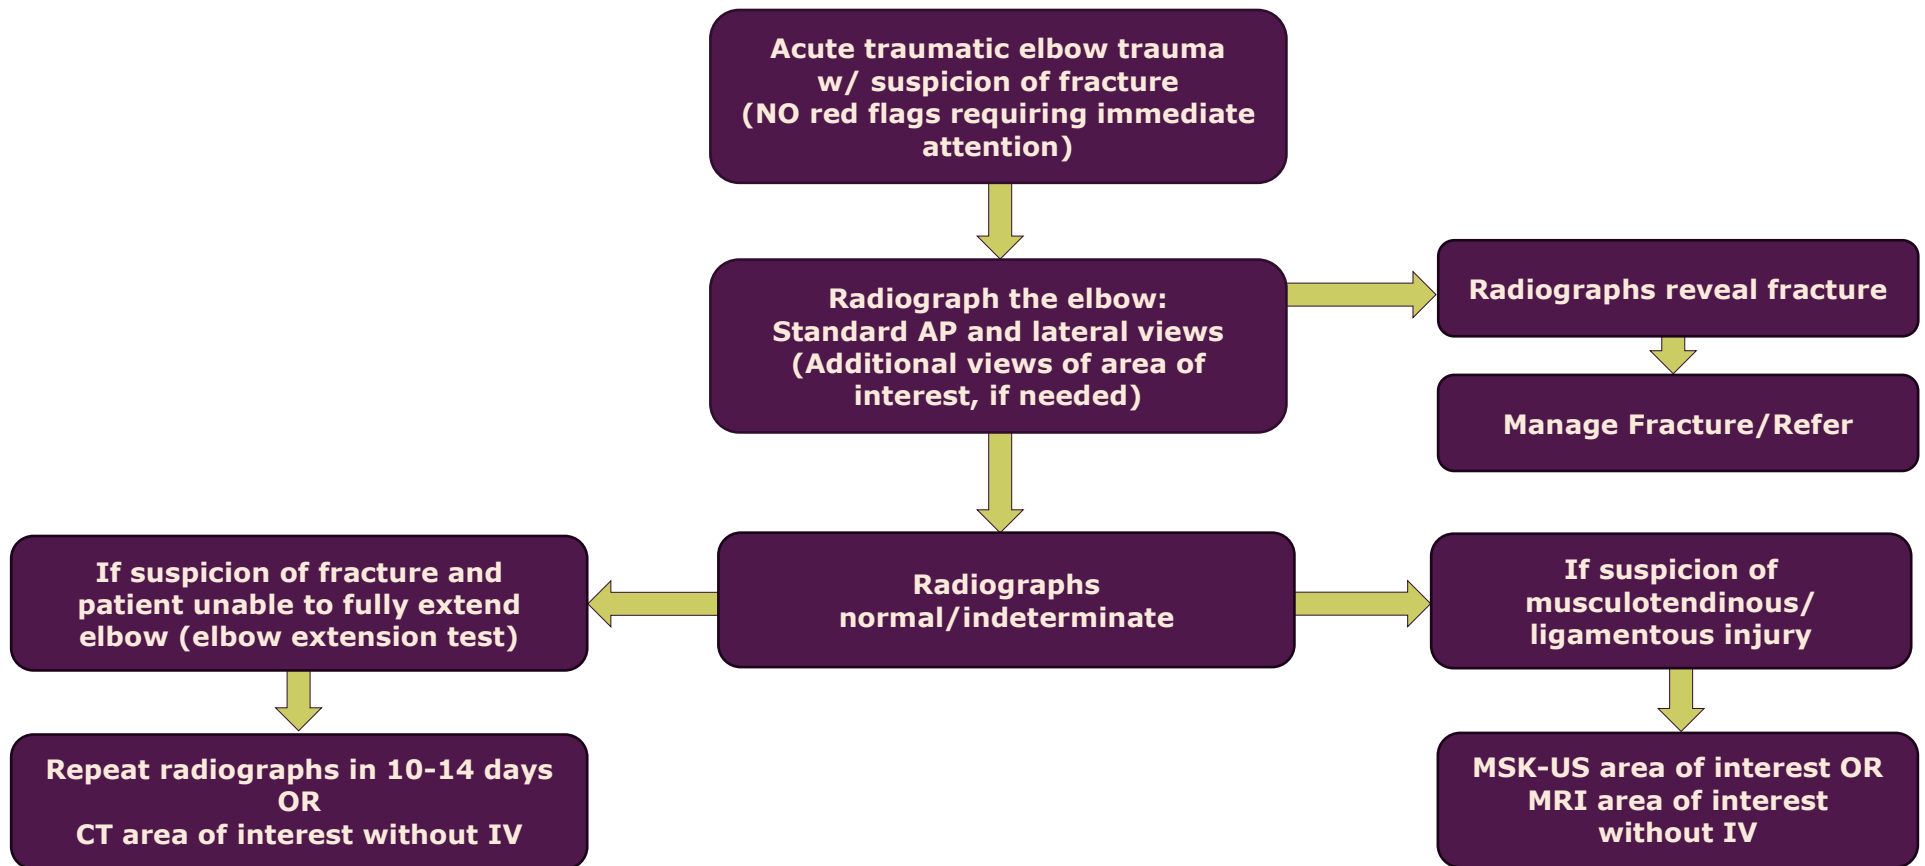 Acute traumatic elbow trauma
w/ suspicion of fracture
(NO red flags requiring immediate
attention)
Radiograph the elbow:
Standard AP and lateral views
(Additional views of area of
interest, if needed)
Radiographs reveal fracture
Manage Fracture/Refer
If suspicion of fracture and
patient unable to fully extend
elbow (elbow extension test)
Radiographs
normal/indeterminate
If suspicion of
musculotendinous/
ligamentous injury
Repeat radiographs in 10-14 days
OR
CT area of interest without IV
MSK-US area of interest OR
MRI area of interest
without IV